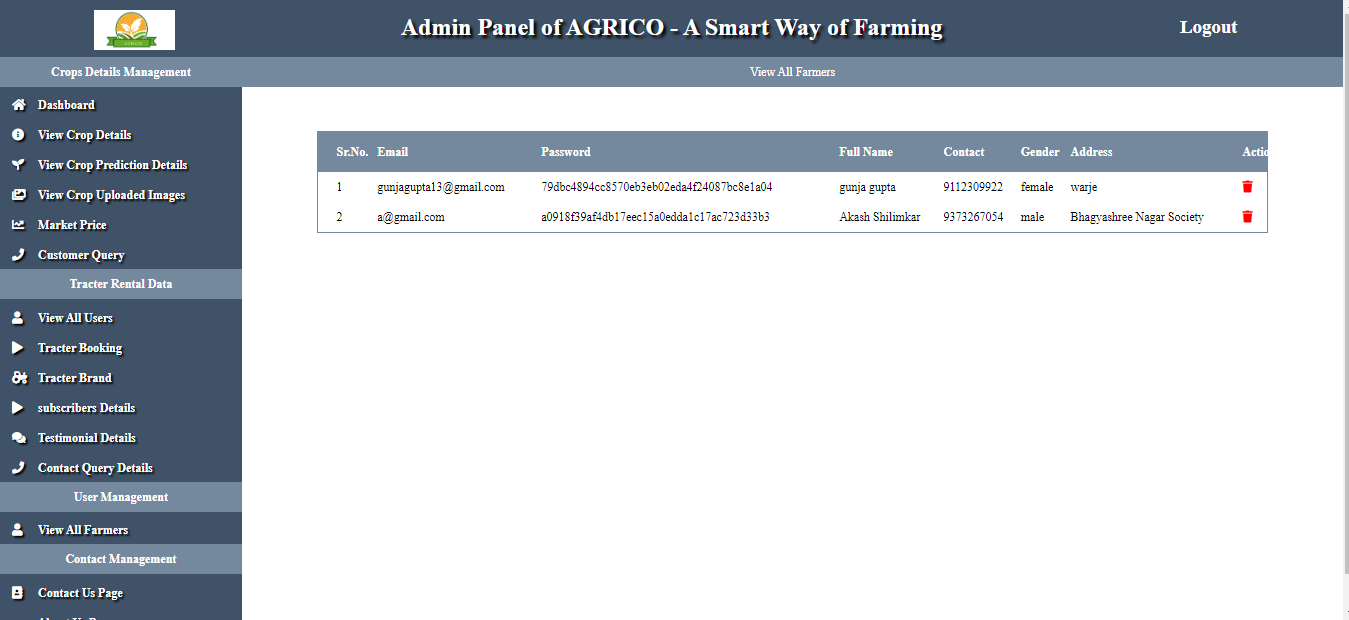 AGRICO
Admin Panel of AGRICO - A Smart Way of Farming
Logout
Crops Details Management
View All Farmers
Dashboard
View Crop Details
View Crop Prediction Details
View Crop Uploaded Images
Market Price
Customer Query
Tracter Rental Data
View All Users
Tracter Booking
Tracter Brand
subscribers Details
Testimonial Details
Contact Query Details
User Management
View All Farmers
Contact Management
Contact Us Page
Sr.No. Email Password Full Name Contact Gender Address Actio
1 gunjagupta13@gmail.com 79dbc4894cc8570eb3eb02eda4f24087bc8e1a04 gunja gupta 9112309922 female warje
2 a@gmail.com a0918f39af4db17eec15a0edda1c17ac723d33b3 Akash Shilimkar 9373267054 male Bhagyashree Nagar Society